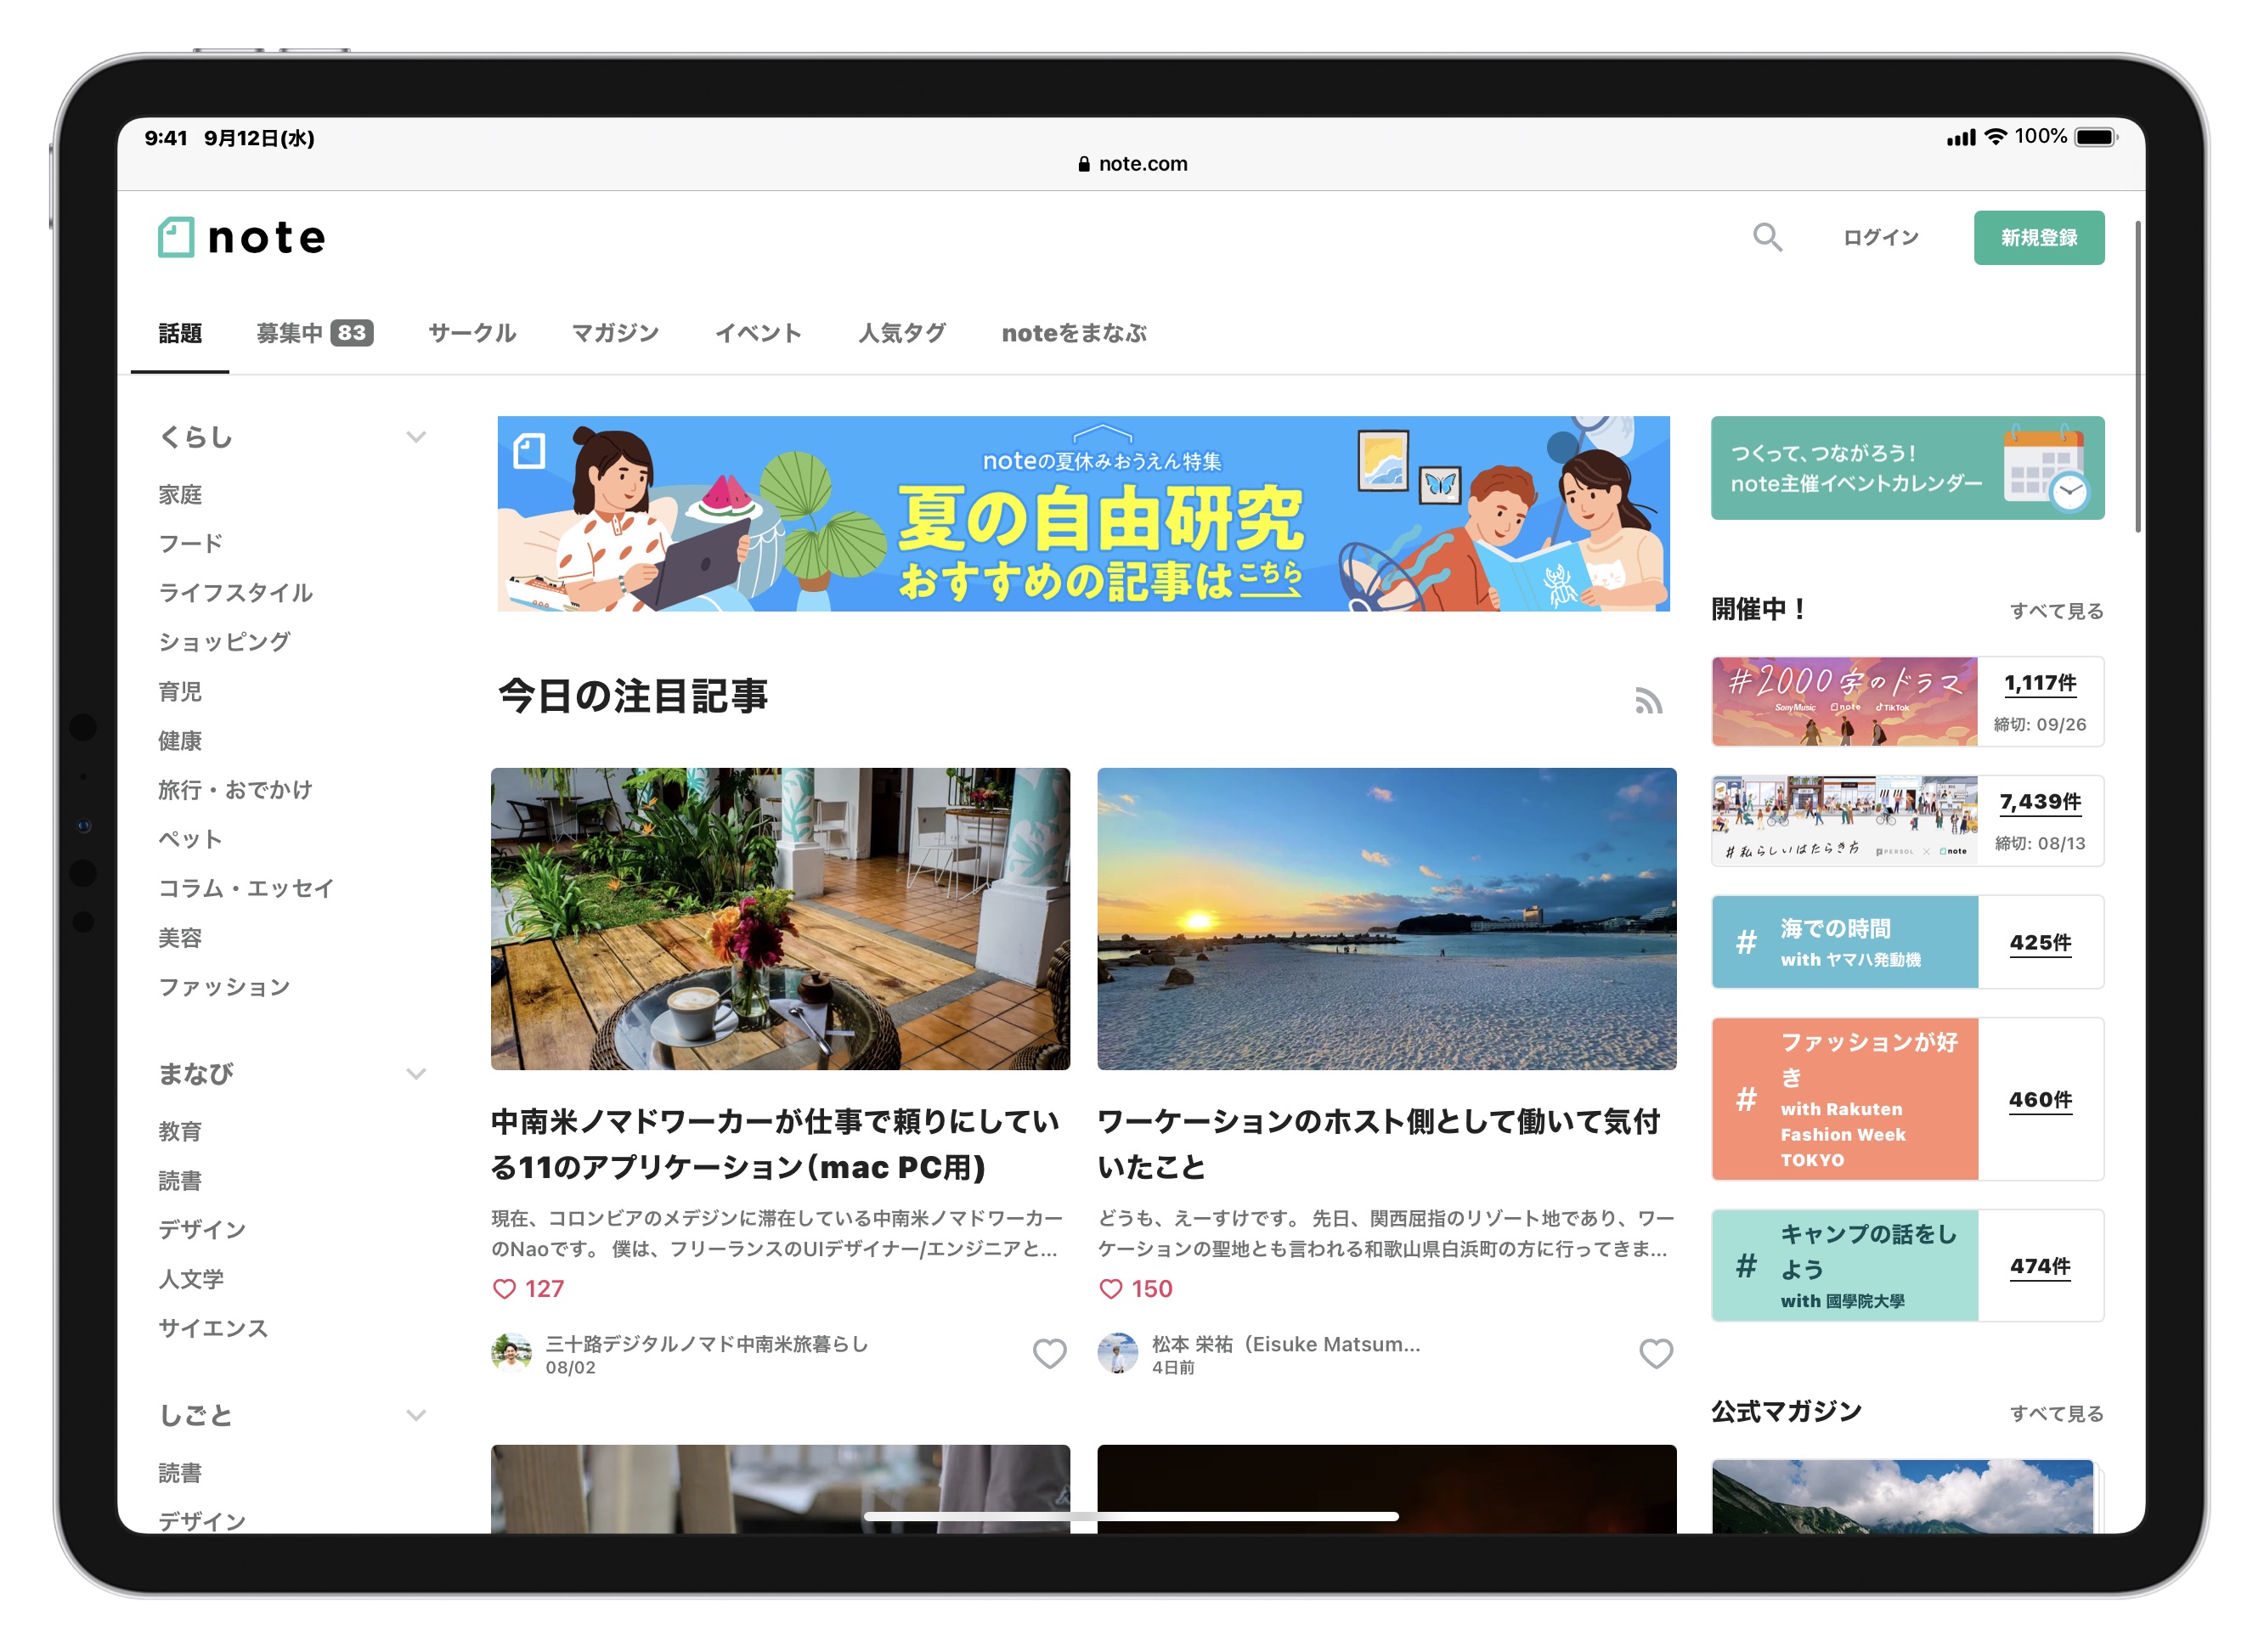 9:41 9月12日(水)
100%
note.com
note
ログイン
新規登録
話題
募集中 83
サークル
マガジン
イベント
人気タグ
noteをまなぶ
くらし
家庭
フード
ライフスタイル
ショッピング
育児
健康
旅行・おでかけ
ペット
コラム・エッセイ
美容
ファッション
まなび
教育
読書
デザイン
人文学
サイエンス
しごと
読書
デザイン
noteの夏休みおうえん特集
夏の自由研究
おすすめの記事はこちら
今日の注目記事
中南米ノマドワーカーが仕事で頼りにしてい
る11のアプリケーション（mac PC用)
現在、コロンビアのメデジンに滞在している中南米ノマドワーカー
のNaoです。 僕は、フリーランスのUIデザイナー/エンジニアと...
127
三十路デジタルノマド中南米旅暮らし
08/02
ワーケーションのホスト側として働いて気付
いたこと
どうも、えーすけです。 先日、関西屈指のリゾート地であり、ワー
ケーションの聖地とも言われる和歌山県白浜町の方に行ってきま...
150
松本 栄祐（Eisuke Matsum...
4日前
つくって、つながろう！
note主催イベントカレンダー
開催中！
すべて見る
#2000字のドラマ
SonyMusic note TikTok
1,117件
締切: 09/26
#私らしいはたらき方
PERSOL × note
7,439件
締切: 08/13
# 海での時間
with ヤマハ発動機
425件
# ファッションが好
き
with Rakuten
Fashion Week
TOKYO
460件
# キャンプの話をし
よう
with 國學院大學
474件
公式マガジン
すべて見る